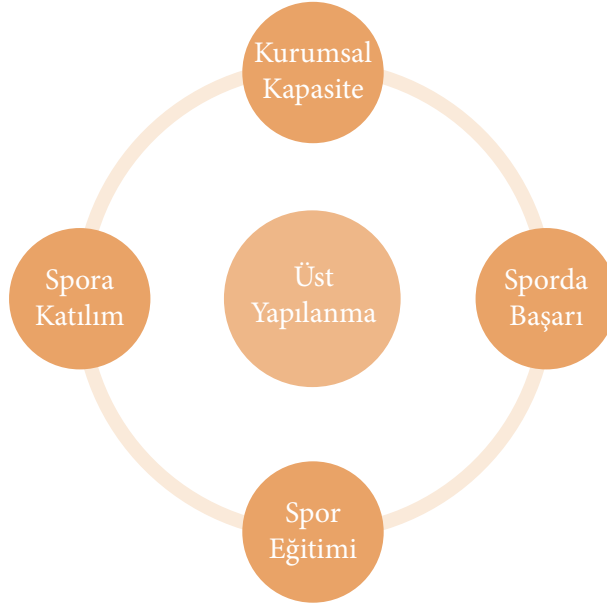 Kurumsal
Kapasite
Spora
Katılım
Üst
Yapılanma
Sporda
Başarı
Spor
Eğitimi